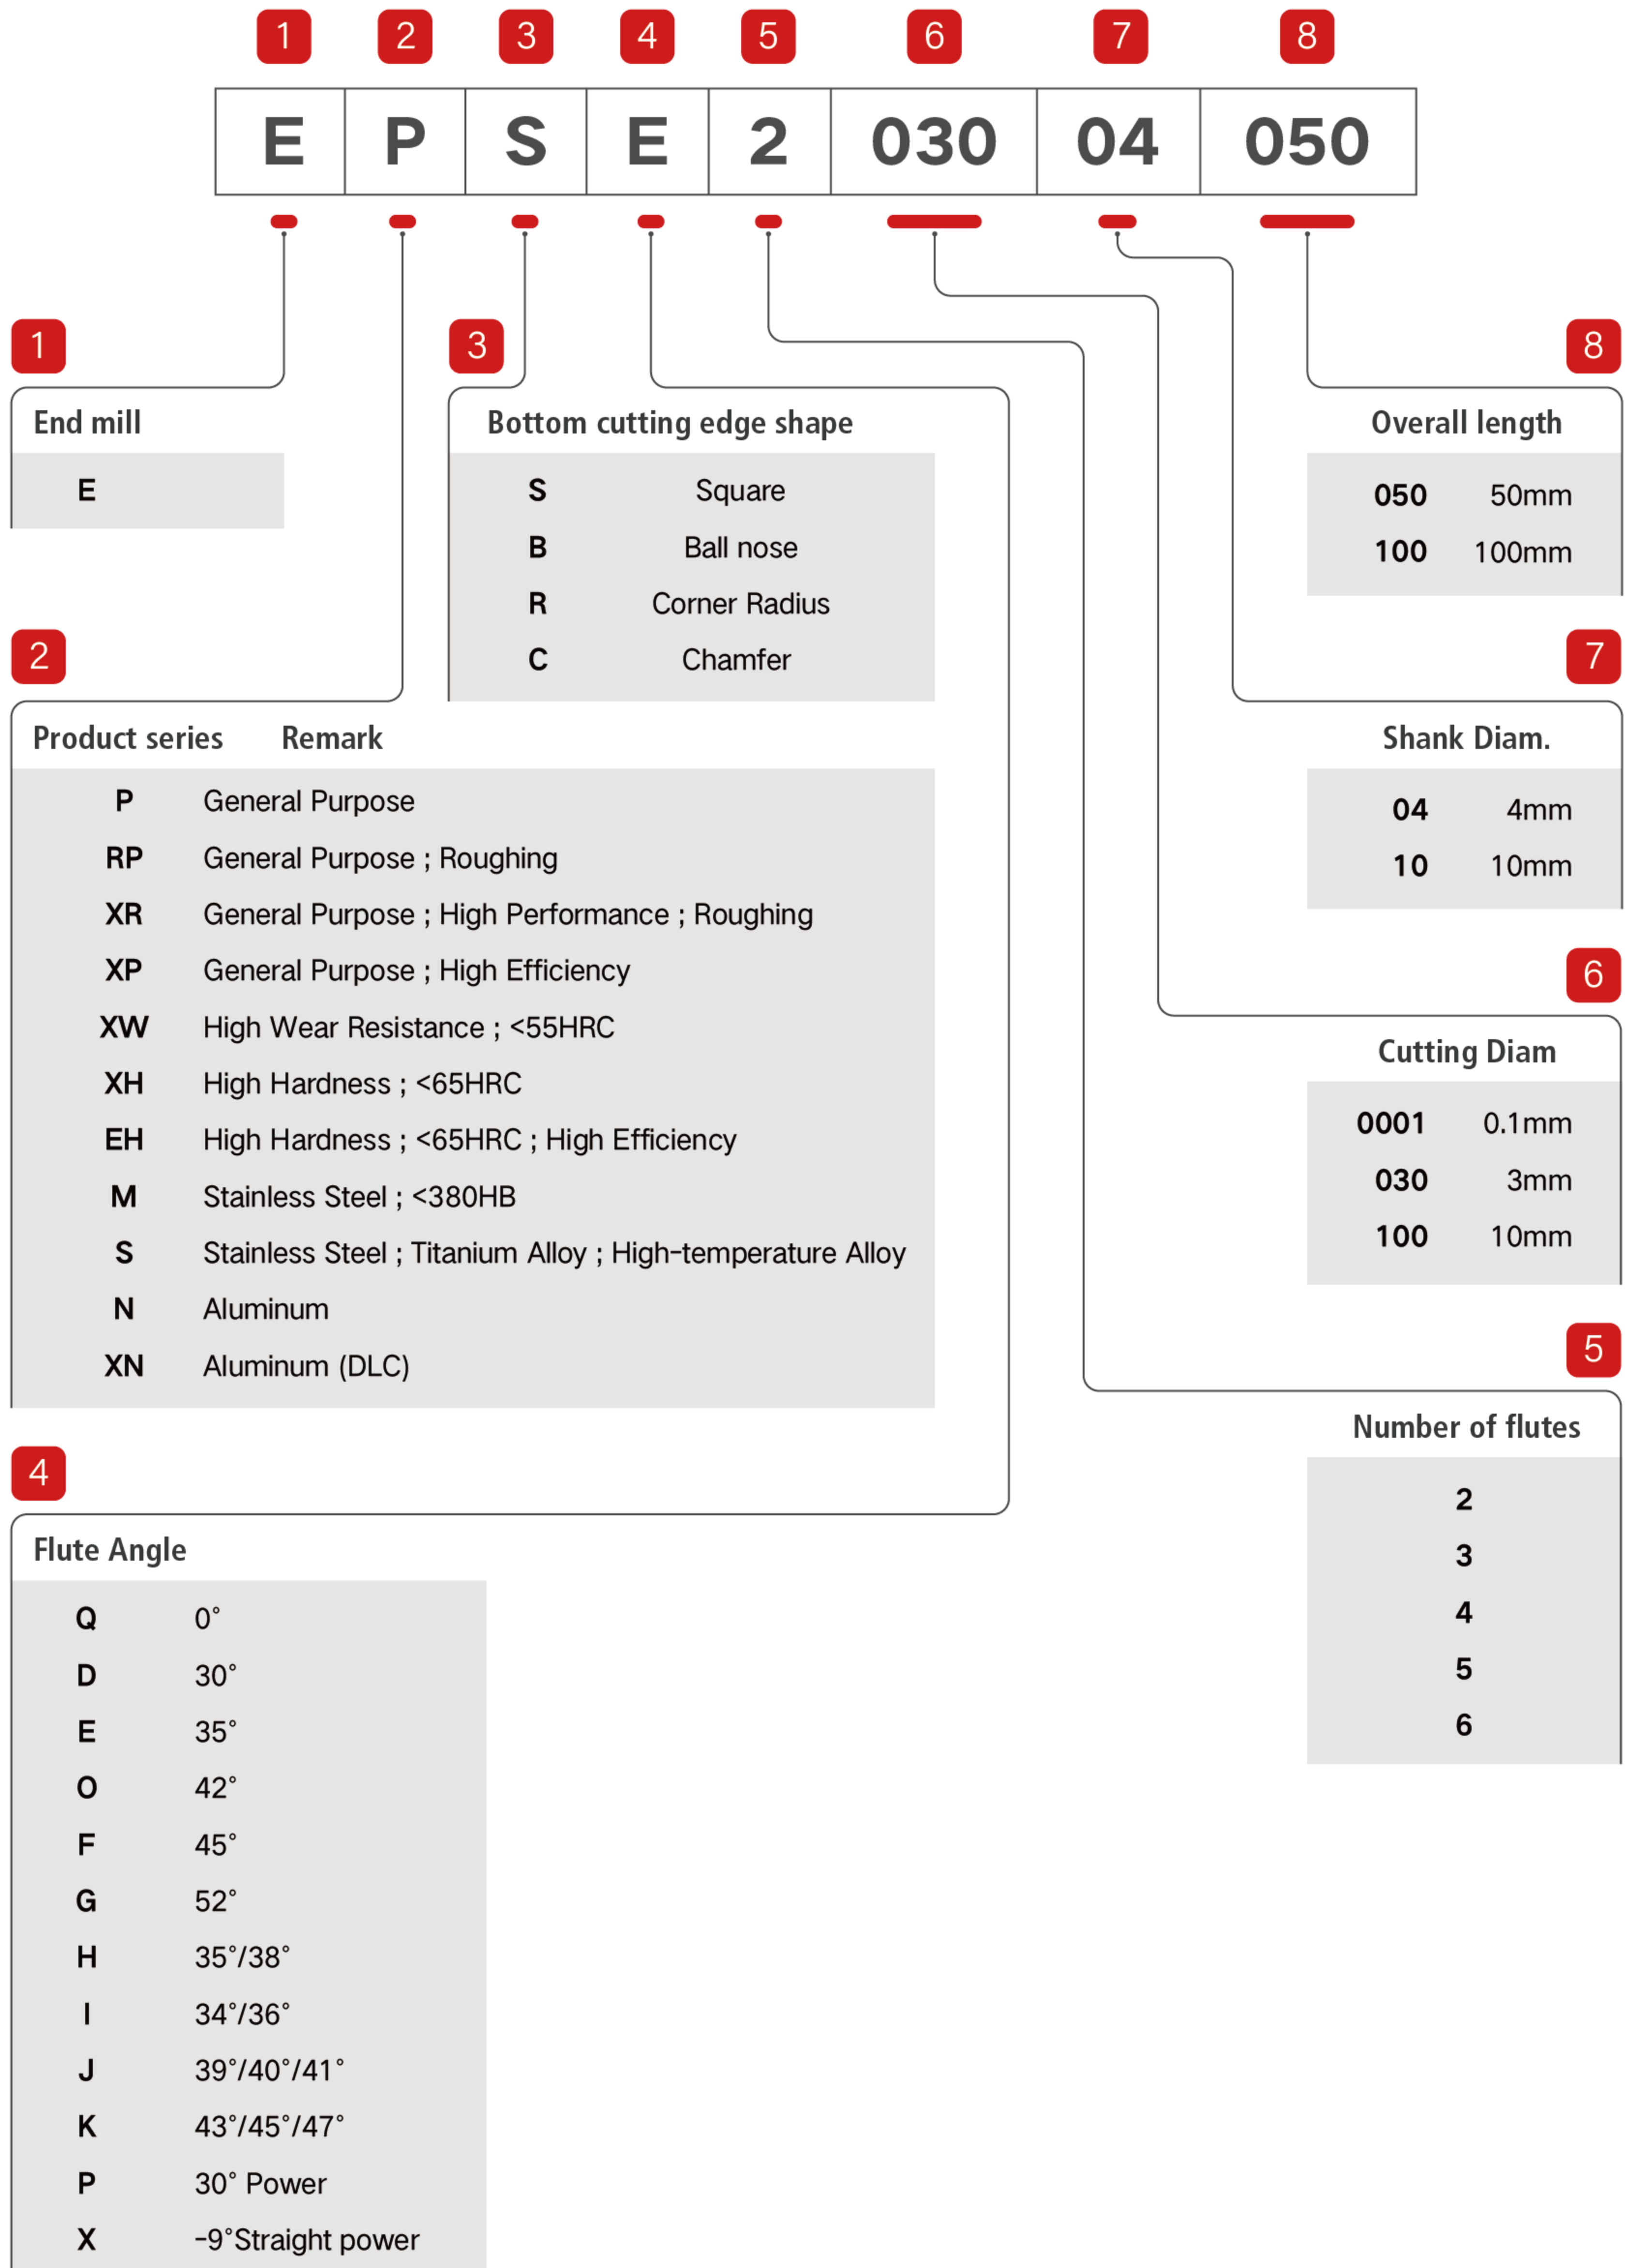 1 2 3 4 5 6 7 8
E P S E 2 030 04 050
1
End mill
E
3
Bottom cutting edge shape
S Square
B Ball nose
R Corner Radius
C Chamfer
8
Overall length
050 50mm
100 100mm
2
Product series Remark
P General Purpose
RP General Purpose ; Roughing
XR General Purpose ; High Performance ; Roughing
XP General Purpose ; High Efficiency
XW High Wear Resistance ; <55HRC
XH High Hardness ; <65HRC
EH High Hardness ; <65HRC ; High Efficiency
M Stainless Steel ; <380HB
S Stainless Steel ; Titanium Alloy ; High-temperature Alloy
N Aluminum
XN Aluminum (DLC)
7
Shank Diam.
04 4mm
10 10mm
6
Cutting Diam
0001 0.1mm
030 3mm
100 10mm
5
Number of flutes
2
3
4
5
6
4
Flute Angle
Q 0°
D 30°
E 35°
O 42°
F 45°
G 52°
H 35°/38°
I 34°/36°
J 39°/40°/41°
K 43°/45°/47°
P 30° Power
X -9°Straight power